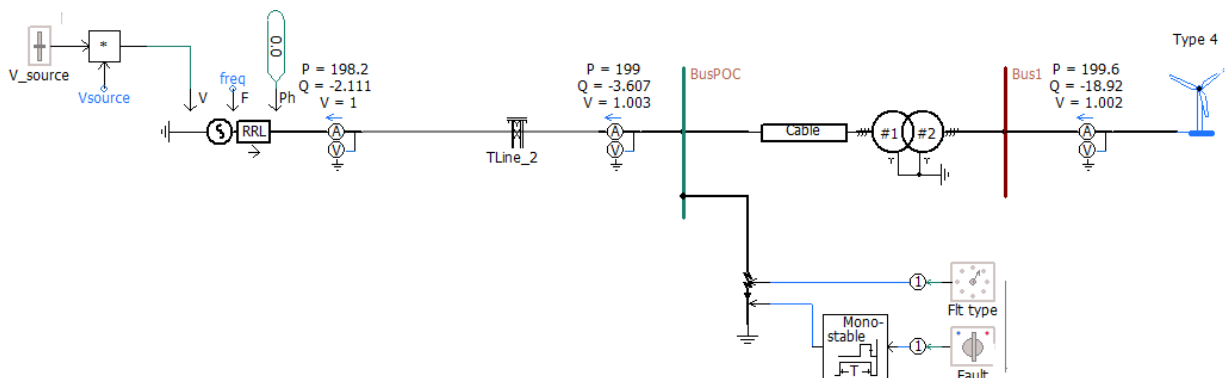 V_source
*
Vsource
V
freq
F
0.0
Ph
RRL
P = 198.2
Q = -2.111
V = 1
A
V
TLine_2
P = 199
Q = -3.607
V = 1.003
A
V
BusPOC
Cable
#1
#2
Bus1
P = 199.6
Q = -18.92
V = 1.002
A
V
Type 4
1
Flt type
Mono-
stable
T
1
Fault